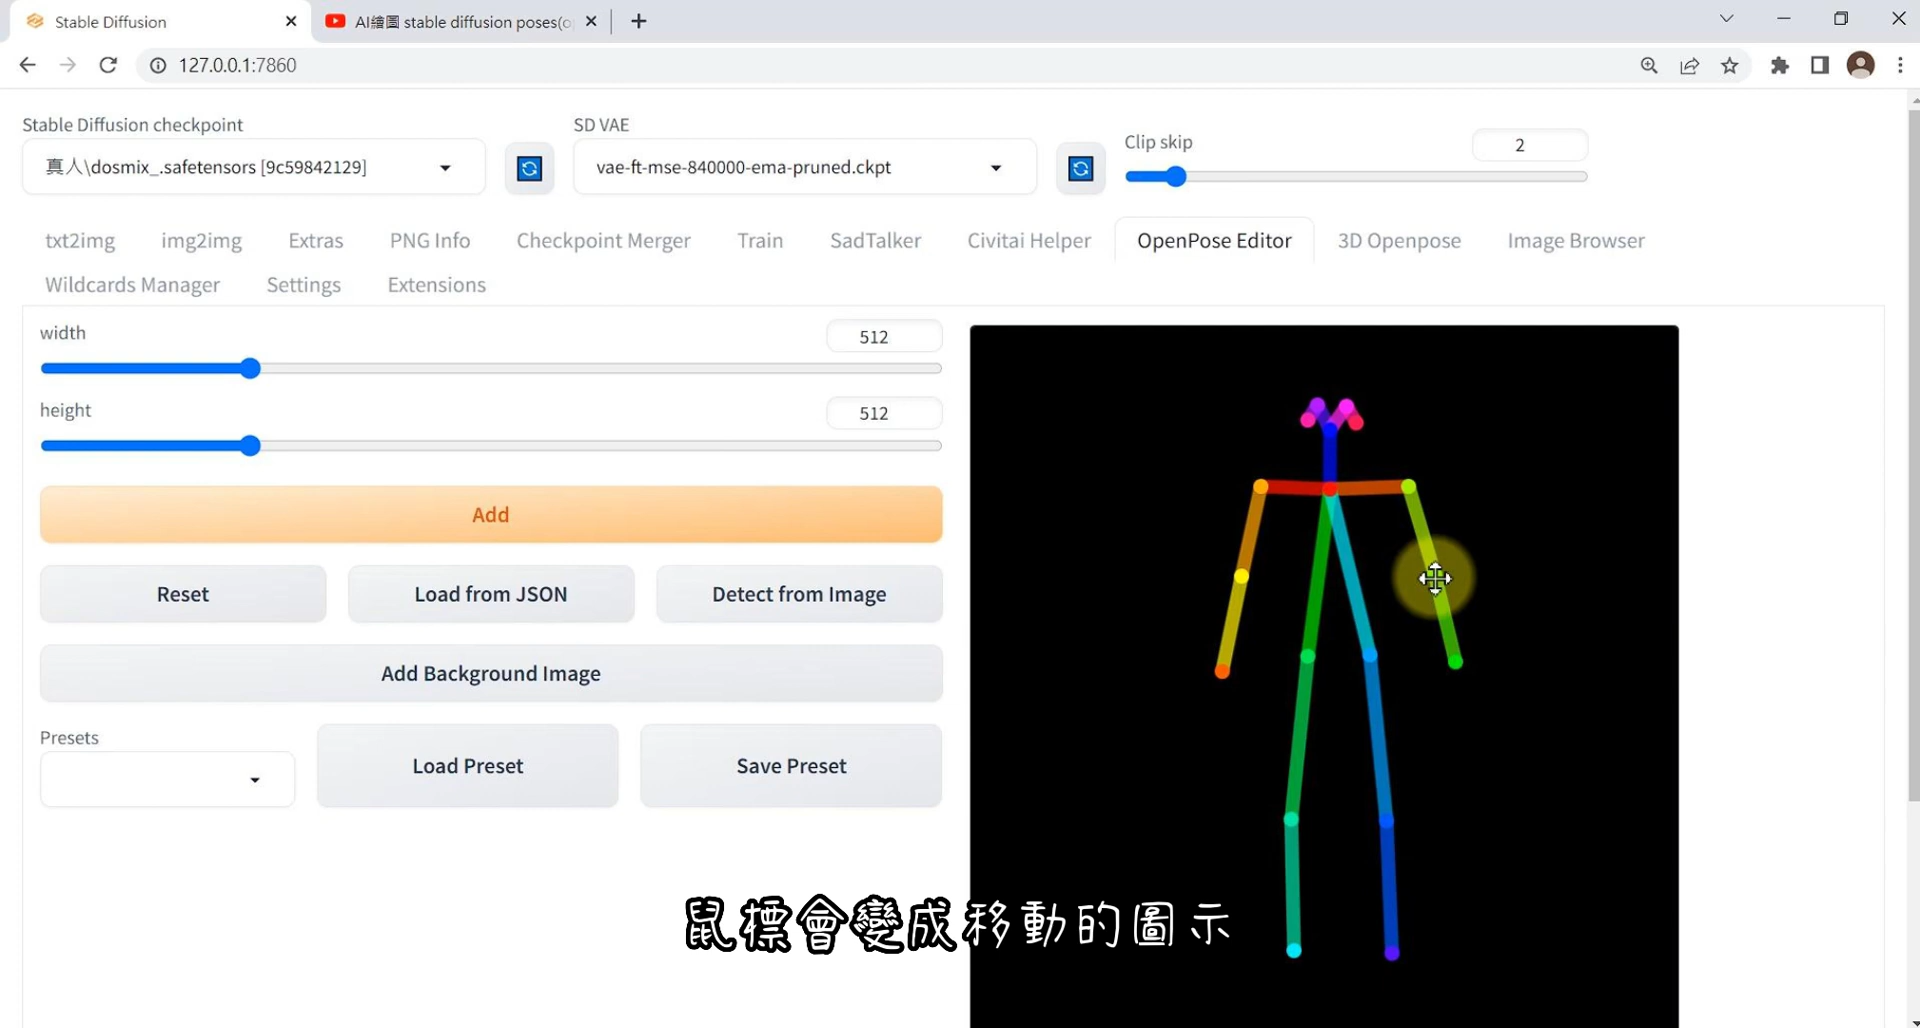 Stable Diffusion
AI繪圖 stable diffusion poses(o
127.0.0.1:7860
Stable Diffusion checkpoint
SD VAE
Clip skip
2
真人\dosmix_.safetensors [9c59842129]
vae-ft-mse-840000-ema-pruned.ckpt
txt2img img2img Extras PNG Info Checkpoint Merger Train SadTalker Civitai Helper OpenPose Editor 3D Openpose Image Browser
Wildcards Manager Settings Extensions
width
512
height
512
Add
Reset Load from JSON Detect from Image
Add Background Image
Presets
Load Preset Save Preset
鼠標會變成移動的圖示